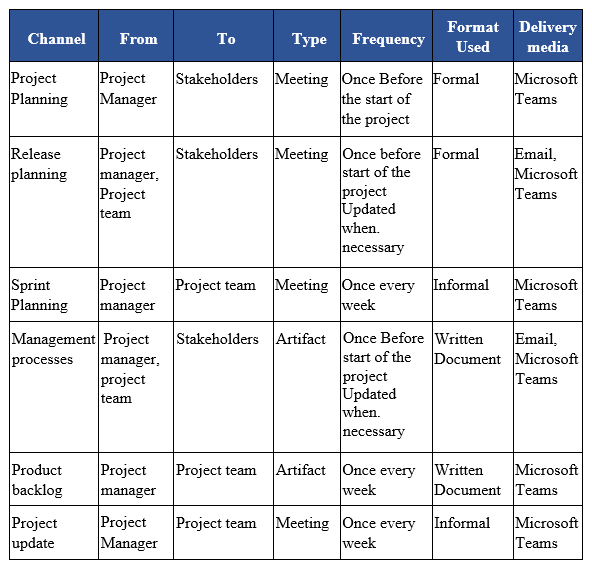 Channel From To Type Frequency Format Used Delivery media
Project Planning Project Manager Stakeholders Meeting Once Before the start of the project Formal Microsoft Teams
Release planning Project manager, Project team Stakeholders Meeting Once before start of the project Updated when. necessary Formal Email, Microsoft Teams
Sprint Planning Project manager Project team Meeting Once every week Informal Microsoft Teams
Management processes Project manager, project team Stakeholders Artifact Once Before start of the project Updated when. necessary Written Document Email, Microsoft Teams
Product backlog Project manager Project team Artifact Once every week Written Document Microsoft Teams
Project update Project Manager Project team Meeting Once every week Informal Microsoft Teams